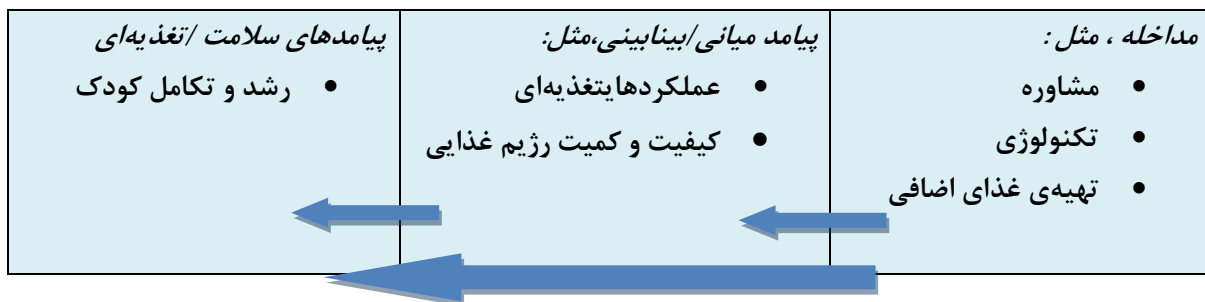 مداخله ، مثل :
• مشاوره
• تکنولوژی
• تهیه‌ی غذای اضافی
پیامد میانی/بینابینی،مثل:
• عملکردهایتغذیه‌ای
• کیفیت و کمیت رژیم غذایی
پیامدهای سلامت /تغذیه‌ای
• رشد و تکامل کودک